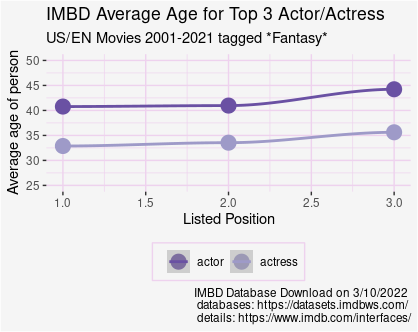 IMBD Average Age for Top 3 Actor/Actress
US/EN Movies 2001-2021 tagged *Fantasy*
Average age of person
50
45
40
35
30
25
1.0
1.5
2.0
2.5
3.0
Listed Position
actor
actress
IMBD Database Download on 3/10/2022
databases: https://datasets.imdbws.com/
details: https://www.imdb.com/interfaces/